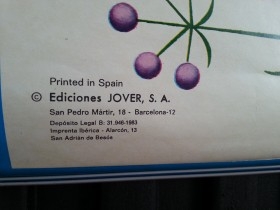 Printed in Spain
© Ediciones JOVER, S. A.
San Pedro Mártir, 18 - Barcelona-12
Depósito Legal B: 31.946-1983
Imprenta Ibérica - Alarcón, 13
San Adrián de Besós